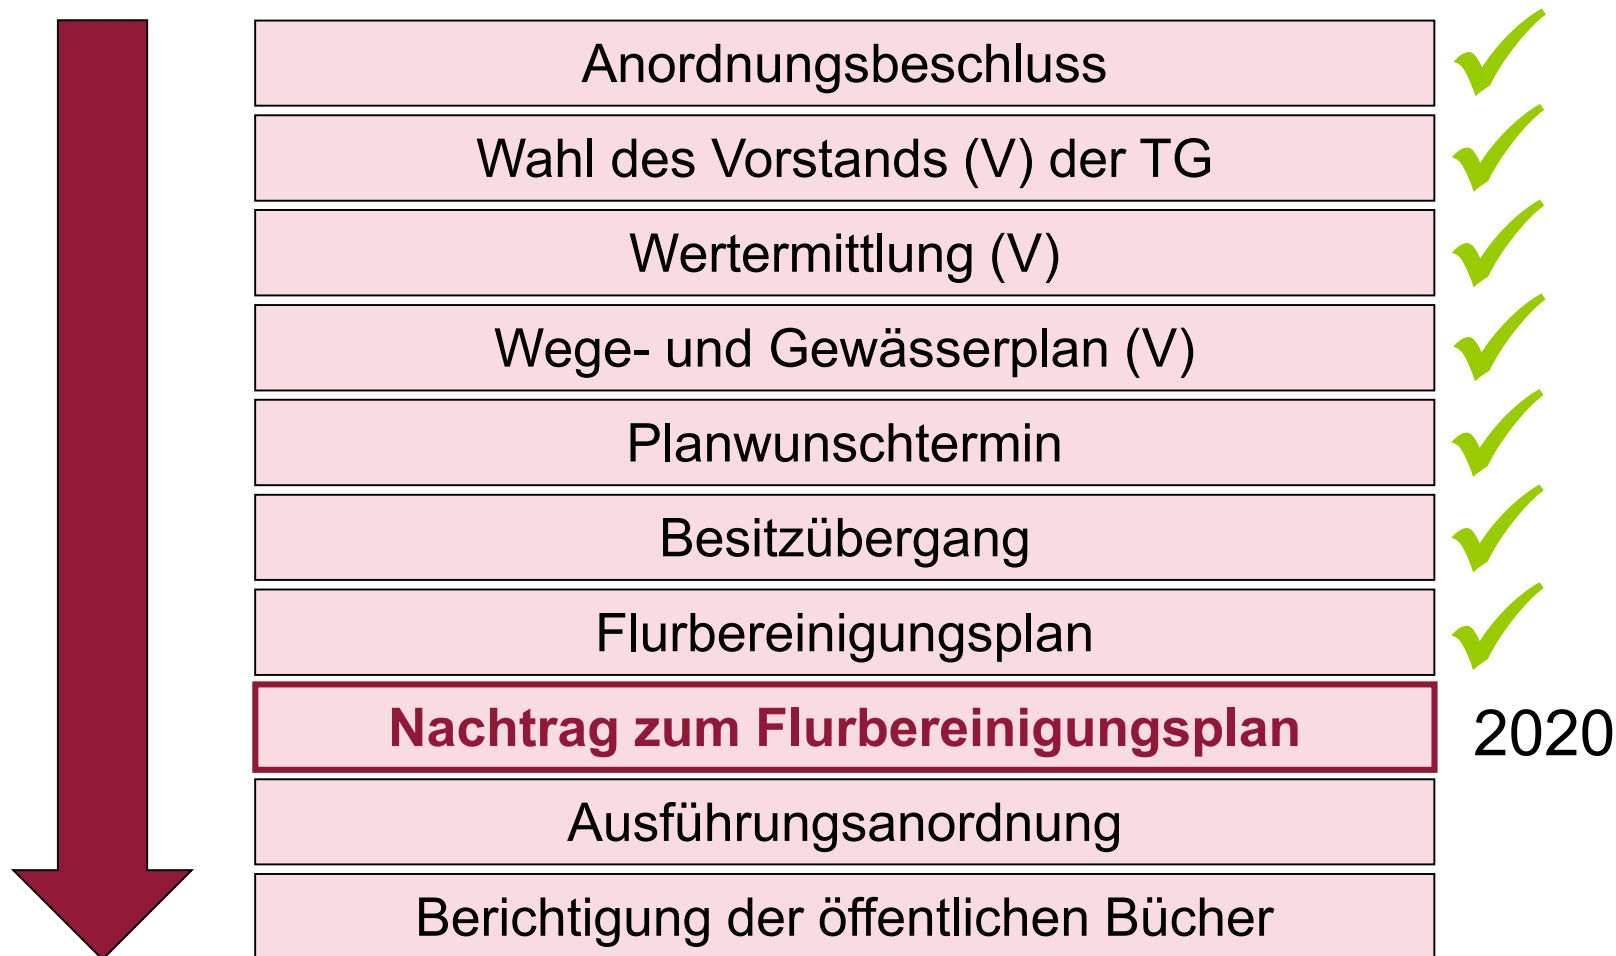 Anordnungsbeschluss
Wahl des Vorstands (V) der TG
Wertermittlung (V)
Wege- und Gewässerplan (V)
Planwunschtermin
Besitzübergang
Flurbereinigungsplan
Nachtrag zum Flurbereinigungsplan 2020
Ausführungsanordnung
Berichtigung der öffentlichen Bücher